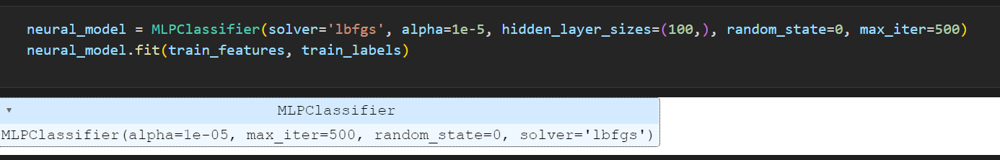 neural_model = MLPClassifier(solver='lbfgs', alpha=1e-5, hidden_layer_sizes=(100,), random_state=0, max_iter=500)
neural_model.fit(train_features, train_labels)
MLPClassifier
MLPClassifier(alpha=1e-05, max_iter=500, random_state=0, solver='lbfgs')